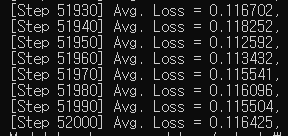 [Step 51930] Avg. Loss = 0.116702,
[Step 51940] Avg. Loss = 0.118252,
[Step 51950] Avg. Loss = 0.112592,
[Step 51960] Avg. Loss = 0.113432,
[Step 51970] Avg. Loss = 0.115541,
[Step 51980] Avg. Loss = 0.116096,
[Step 51990] Avg. Loss = 0.115504,
[Step 52000] Avg. Loss = 0.116425,